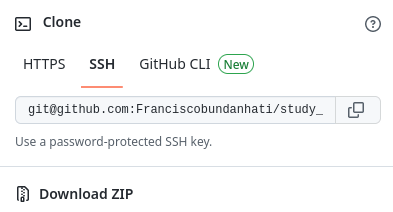 Clone
HTTPS SSH GitHub CLI New
git@github.com:Franciscobundanhati/study_
Use a password-protected SSH key.
Download ZIP